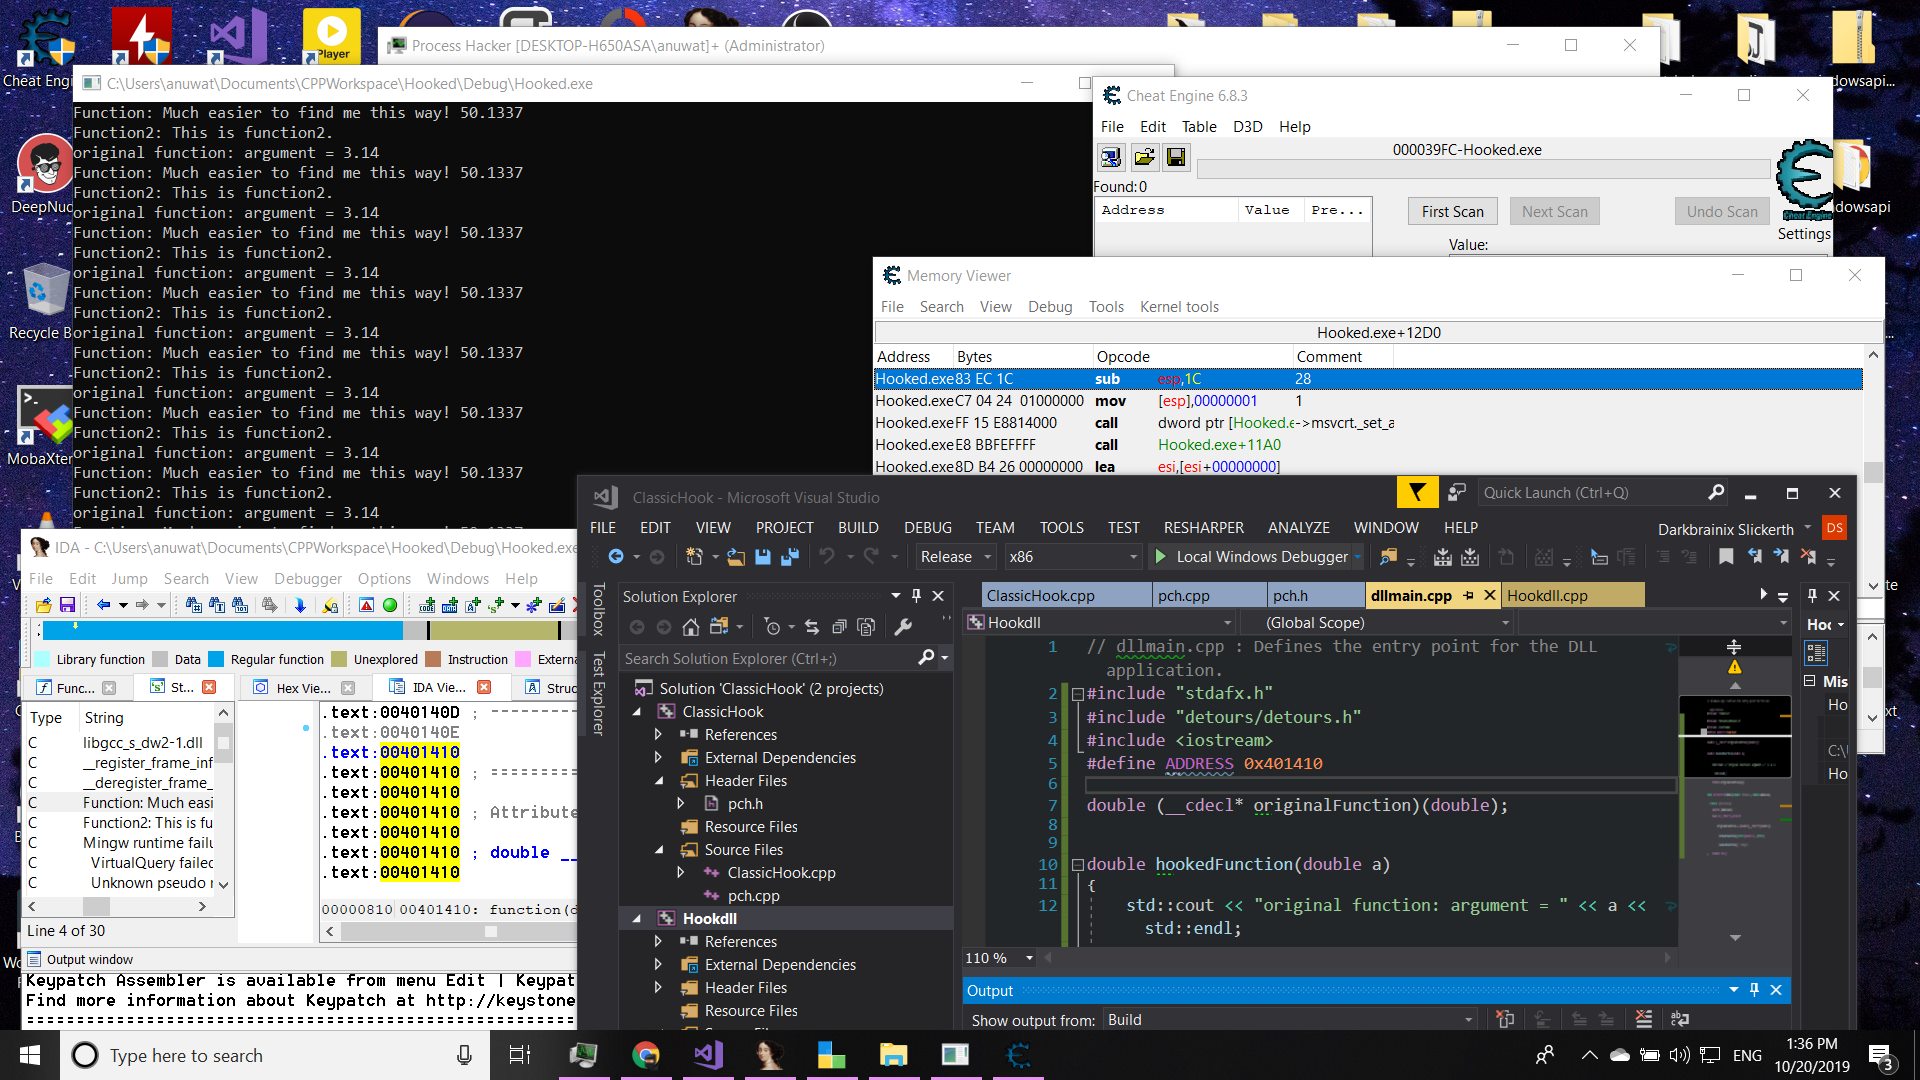 Cheat Engi
Player
DeepNud
Recycle B
MobaXter
Process Hacker [DESKTOP-H650ASA\anuwat]+ (Administrator)
C:\Users\anuwat\Documents\CPPWorkspace\Hooked\Debug\Hooked.exe
Function: Much easier to find me this way! 50.1337
Function2: This is function2.
original function: argument = 3.14
Function: Much easier to find me this way! 50.1337
Function2: This is function2.
original function: argument = 3.14
Function: Much easier to find me this way! 50.1337
Function2: This is function2.
original function: argument = 3.14
Function: Much easier to find me this way! 50.1337
Function2: This is function2.
original function: argument = 3.14
Function: Much easier to find me this way! 50.1337
Function2: This is function2.
original function: argument = 3.14
Function: Much easier to find me this way! 50.1337
Function2: This is function2.
original function: argument = 3.14
Function: Much easier to find me this way! 50.1337
Function2: This is function2.
original function: argument = 3.14
Cheat Engine 6.8.3
File Edit Table D3D Help
000039FC-Hooked.exe
Found:0
Address Value Pre...
First Scan Next Scan Undo Scan
Value:
Cheat Engine
Settings
dowsapi...
dowsapi
Memory Viewer
File Search View Debug Tools Kernel tools
Hooked.exe+12D0
Address Bytes Opcode Comment
Hooked.exe83 EC 1C sub esp,1C 28
Hooked.exeC7 04 24 01000000 mov [esp],00000001 1
Hooked.exeFF 15 E8814000 call dword ptr [Hooked.e->msvcrt._set_a
Hooked.exeE8 BBFEFFFF call Hooked.exe+11A0
Hooked.exe8D B4 26 00000000 lea esi,[esi+00000000]
IDA - C:\Users\anuwat\Documents\CPPWorkspace\Hooked\Debug\Hooked.exe
File Edit Jump Search View Debugger Options Windows Help
Library function Data Regular function Unexplored Instruction Externa
Func... St... Hex Vie... IDA Vie... Struc
Type String
C libgcc_s_dw2-1.dll
C __register_frame_inf
C __deregister_frame_
C Function: Much easi
C Function2: This is fu
C Mingw runtime failu
C VirtualQuery failed
C Unknown pseudo r
Line 4 of 30
.text:0040140D ; -----------
.text:0040140E
.text:00401410
.text:00401410 ; ===========
.text:00401410
.text:00401410 ; Attribute
.text:00401410
.text:00401410 ; double __
.text:00401410
00000810 00401410: function(d
Output window
Keypatch Assembler is available from menu Edit | Keypat
Find more information about Keypatch at http://keystone
ClassicHook - Microsoft Visual Studio
Quick Launch (Ctrl+Q)
FILE EDIT VIEW PROJECT BUILD DEBUG TEAM TOOLS TEST RESHARPER ANALYZE WINDOW HELP
Darkbrainix Slickerth DS
Release x86 Local Windows Debugger
Toolbox
Test Explorer
Solution Explorer
Search Solution Explorer (Ctrl+;)
Solution 'ClassicHook' (2 projects)
ClassicHook
References
External Dependencies
Header Files
pch.h
Resource Files
Source Files
ClassicHook.cpp
pch.cpp
Hookdll
References
External Dependencies
Header Files
Resource Files
ClassicHook.cpp pch.cpp pch.h dllmain.cpp Hookdll.cpp
Hookdll (Global Scope)
1 // dllmain.cpp : Defines the entry point for the DLL
application.
2 #include "stdafx.h"
3 #include "detours/detours.h"
4 #include <iostream>
5 #define ADDRESS 0x401410
6
7 double (__cdecl* originalFunction)(double);
8
9
10 double hookedFunction(double a)
11 {
12 std::cout << "original function: argument = " << a <<
std::endl;
110 %
Output
Show output from: Build
Hoc
Mis
Ho
C:\
Ho
Type here to search
ENG
1:36 PM
10/20/2019
3